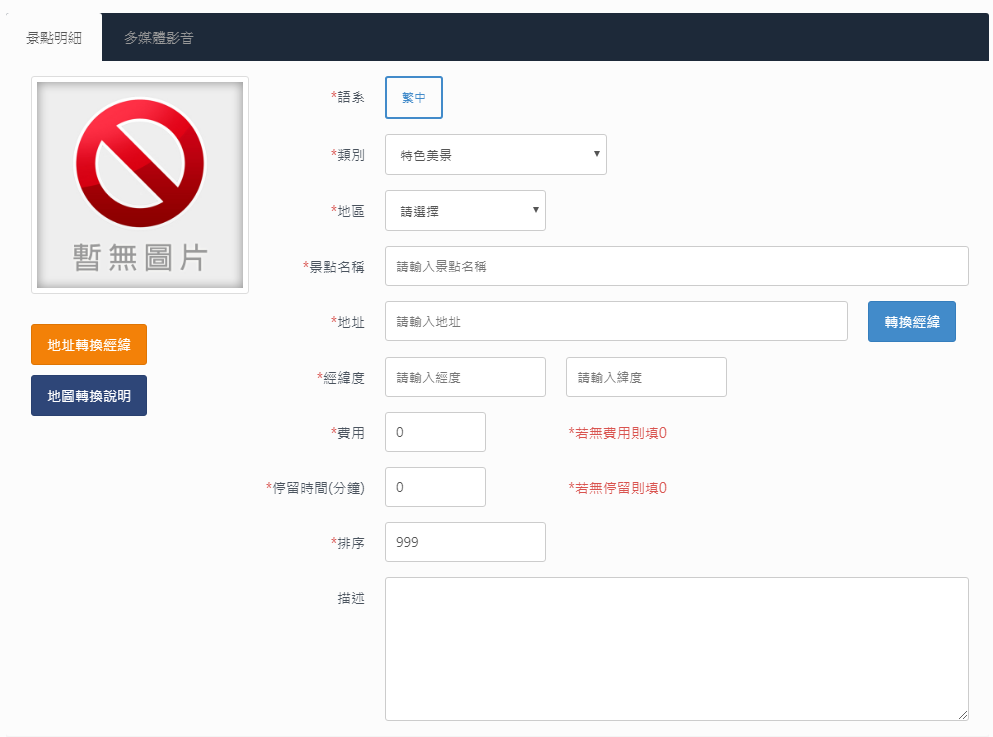 景點明細
多媒體影音
暫無圖片
地址轉換經緯
地圖轉換說明
*語系
繁中
*類別
特色美景
*地區
請選擇
*景點名稱
請輸入景點名稱
*地址
請輸入地址
轉換經緯
*經緯度
請輸入經度
請輸入緯度
*費用
0
*若無費用則填0
*停留時間(分鐘)
0
*若無停留則填0
*排序
999
描述